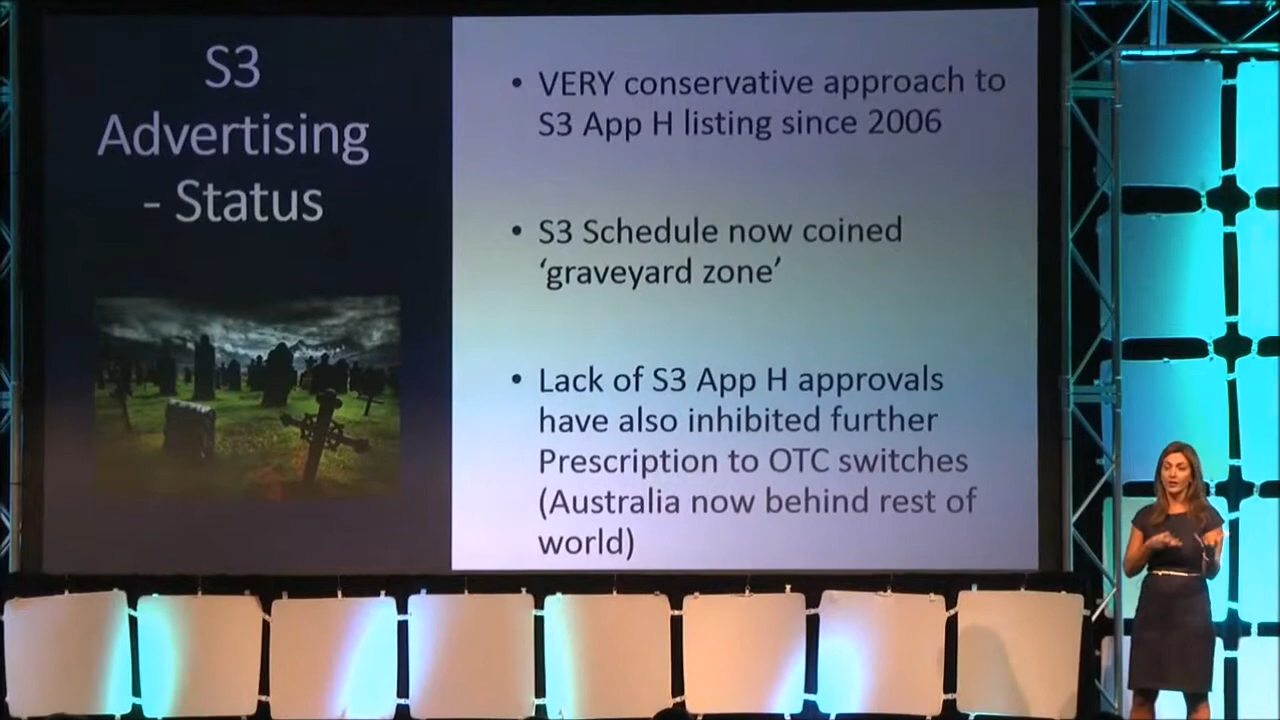 S3
Advertising
- Status
• VERY conservative approach to
S3 App H listing since 2006
• S3 Schedule now coined
‘graveyard zone’
• Lack of S3 App H approvals
have also inhibited further
Prescription to OTC switches
(Australia now behind rest of
world)